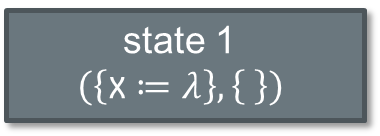 state 1
({x ≔ λ}, { })